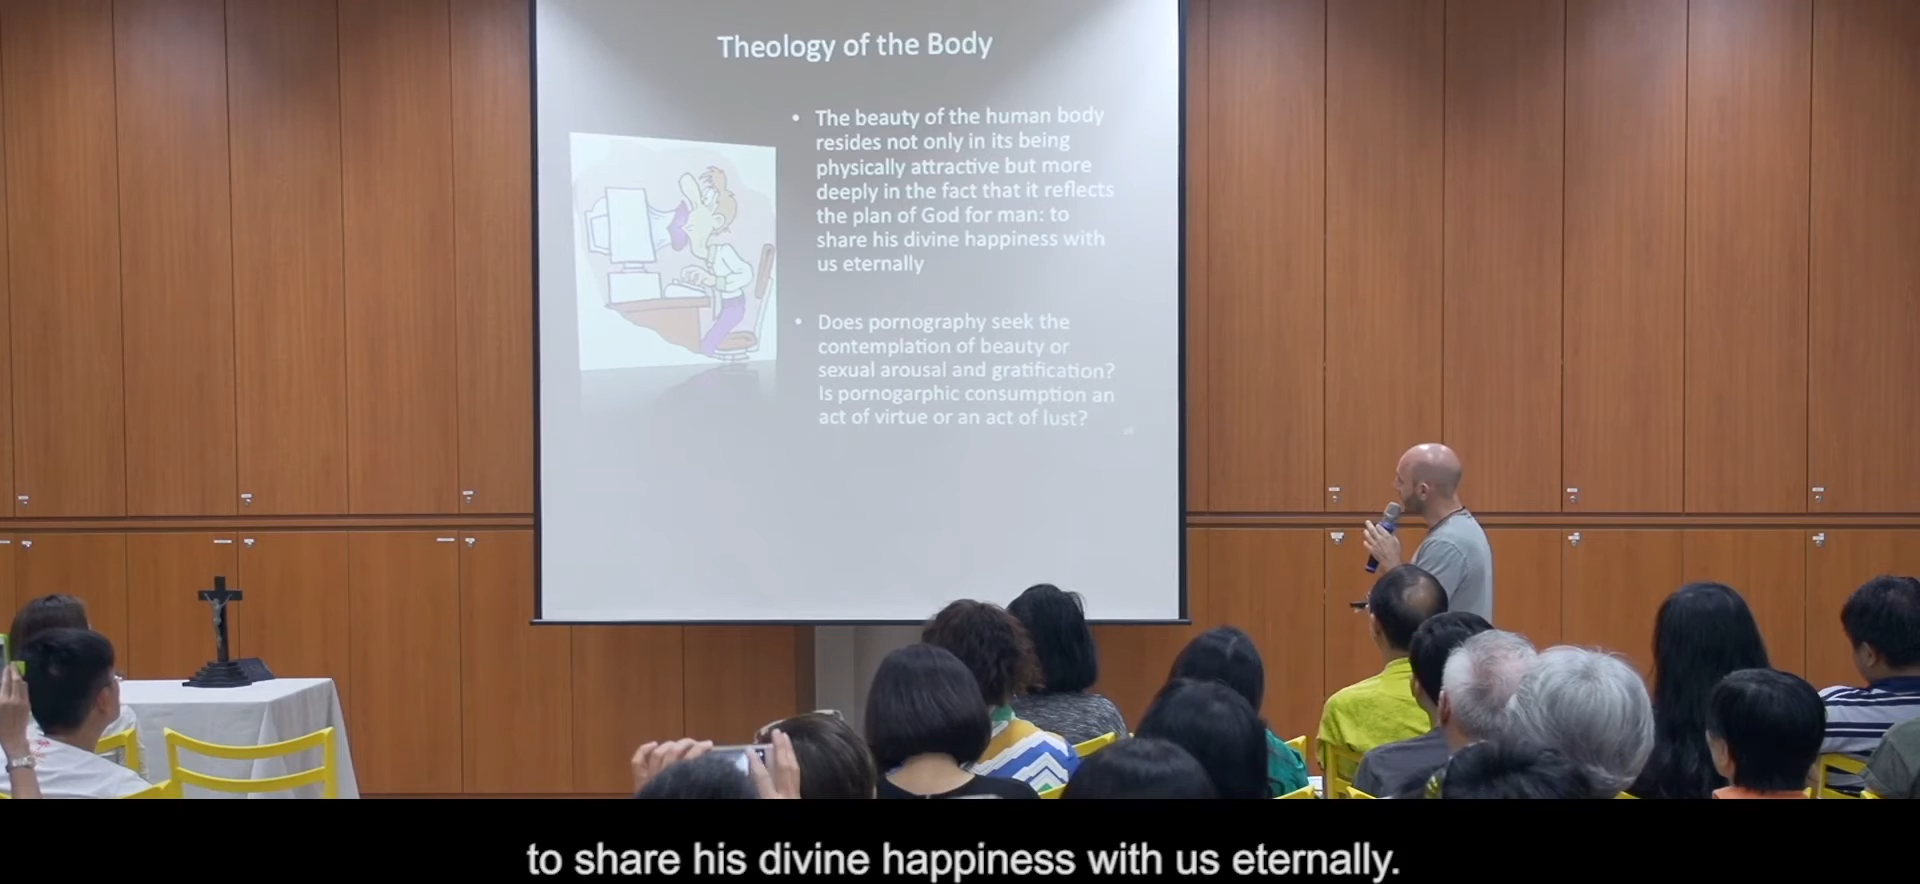 Theology of the Body
• The beauty of the human body
resides not only in its being
physically attractive but more
deeply in the fact that it reflects
the plan of God for man: to
share his divine happiness with
us eternally
• Does pornography seek the
contemplation of beauty or
sexual arousal and gratification?
Is pornogarphic consumption an
act of virtue or an act of lust?
to share his divine happiness with us eternally.